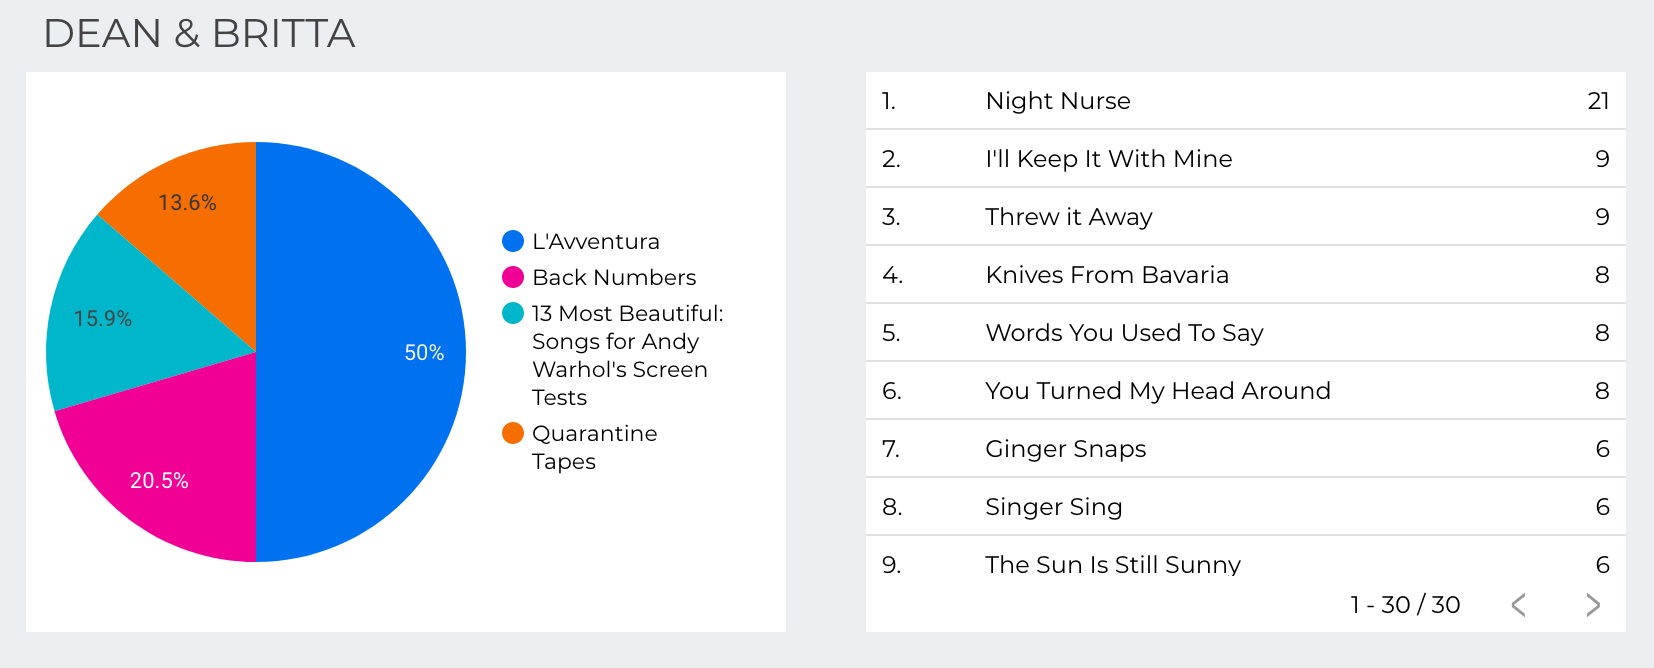 DEAN & BRITTA
13.6%
15.9%
50%
20.5%
L'Avventura
Back Numbers
13 Most Beautiful:
Songs for Andy
Warhol's Screen
Tests
Quarantine
Tapes
1. Night Nurse 21
2. I'll Keep It With Mine 9
3. Threw it Away 9
4. Knives From Bavaria 8
5. Words You Used To Say 8
6. You Turned My Head Around 8
7. Ginger Snaps 6
8. Singer Sing 6
9. The Sun Is Still Sunny 6
1 - 30 / 30 < >